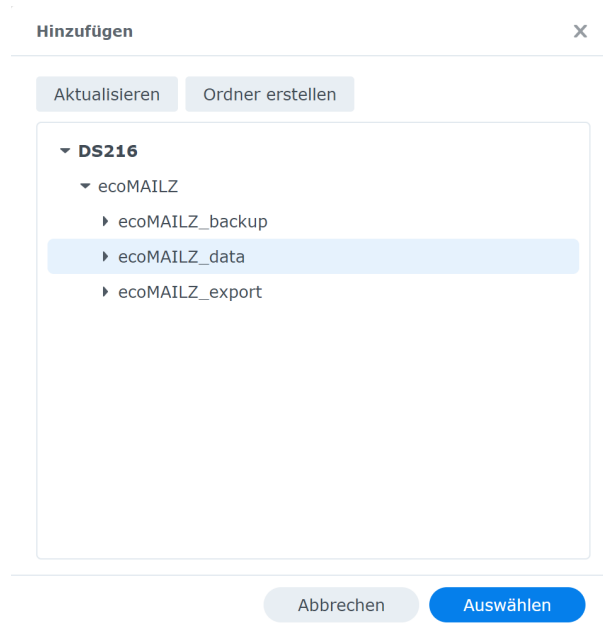 Hinzufügen
Aktualisieren Ordner erstellen
DS216
ecoMAILZ
ecoMAILZ_backup
ecoMAILZ_data
ecoMAILZ_export
Abbrechen Auswählen